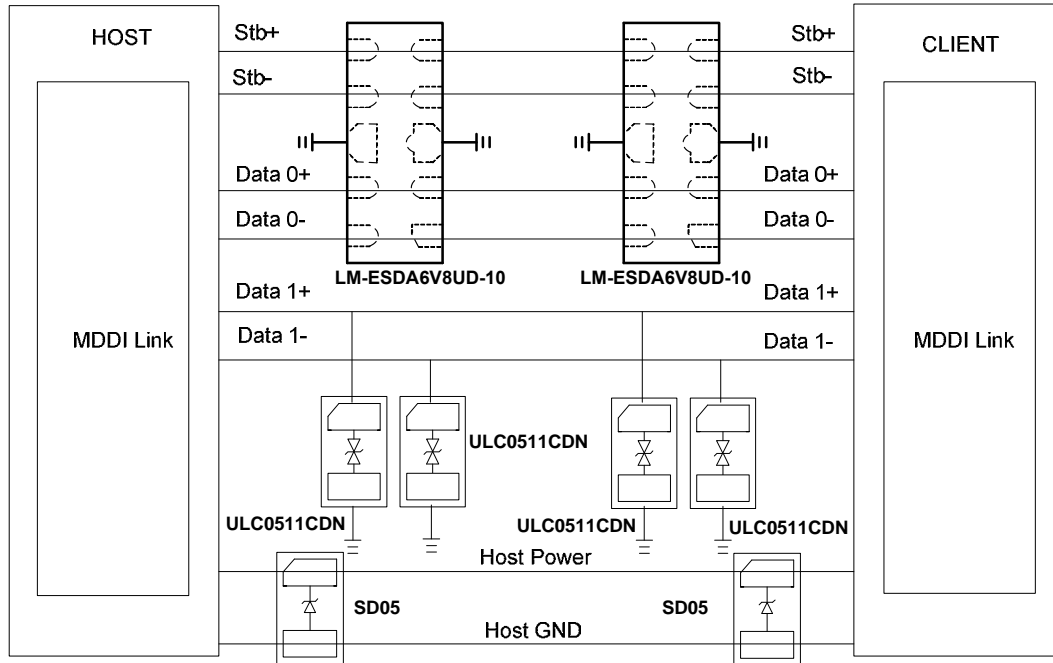 HOST
Stb+
Stb+
CLIENT
Stb-
Stb-
Data 0+
Data 0+
Data 0-
Data 0-
LM-ESDA6V8UD-10
LM-ESDA6V8UD-10
Data 1+
Data 1+
MDDI Link
Data 1-
Data 1-
MDDI Link
ULC0511CDN
ULC0511CDN
ULC0511CDN
ULC0511CDN
Host Power
SD05
SD05
Host GND